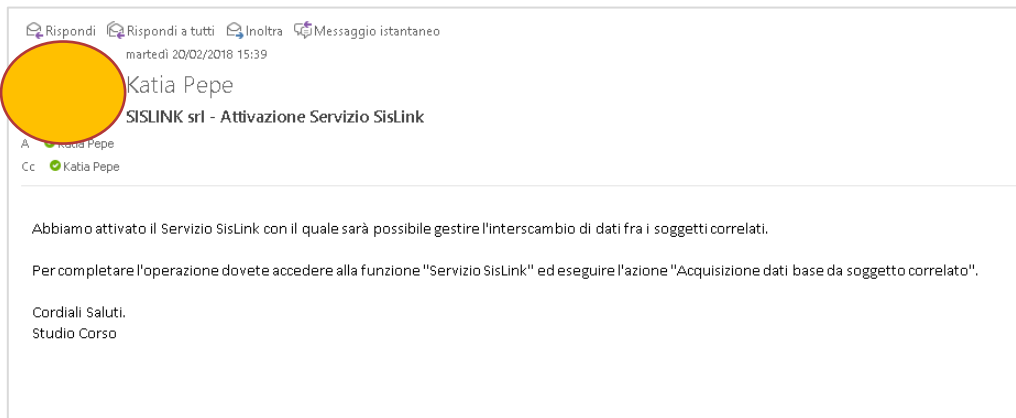 Rispondi Rispondi a tutti Inoltra Messaggio istantaneo
martedì 20/02/2018 15:39
Katia Pepe
SISLINK srl - Attivazione Servizio SisLink
A Katia Pepe
Cc Katia Pepe
Abbiamo attivato il Servizio SisLink con il quale sarà possibile gestire l'interscambio di dati fra i soggetti correlati.
Per completare l'operazione dovete accedere alla funzione "Servizio SisLink" ed eseguire l'azione "Acquisizione dati base da soggetto correlato".
Cordiali Saluti.
Studio Corso